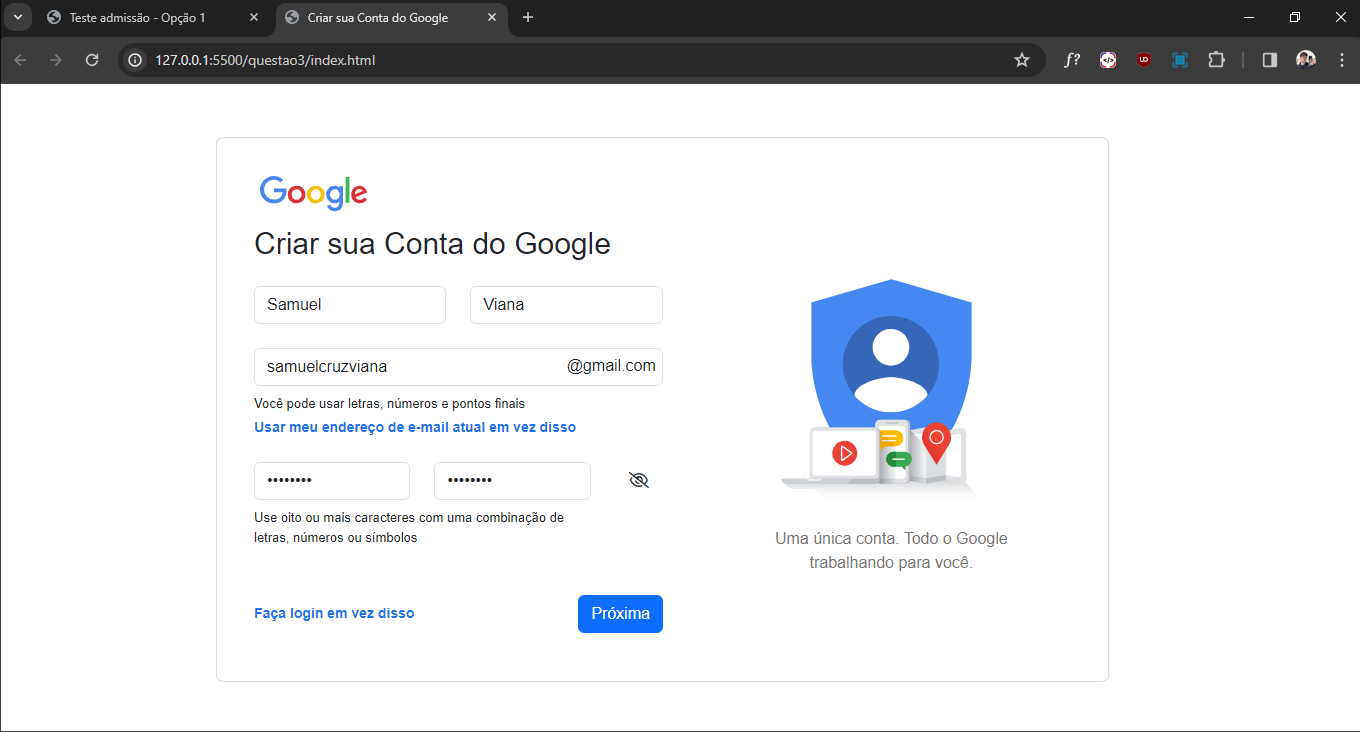 Teste admissão - Opção 1
Criar sua Conta do Google
127.0.0.1:5500/questao3/index.html
f?
</>
UD
Google
Criar sua Conta do Google
Samuel Viana
samuelcruzviana @gmail.com
Você pode usar letras, números e pontos finais
Usar meu endereço de e-mail atual em vez disso
•••••••• ••••••••
Use oito ou mais caracteres com uma combinação de
letras, números ou símbolos
Faça login em vez disso
Próxima
Uma única conta. Todo o Google
trabalhando para você.